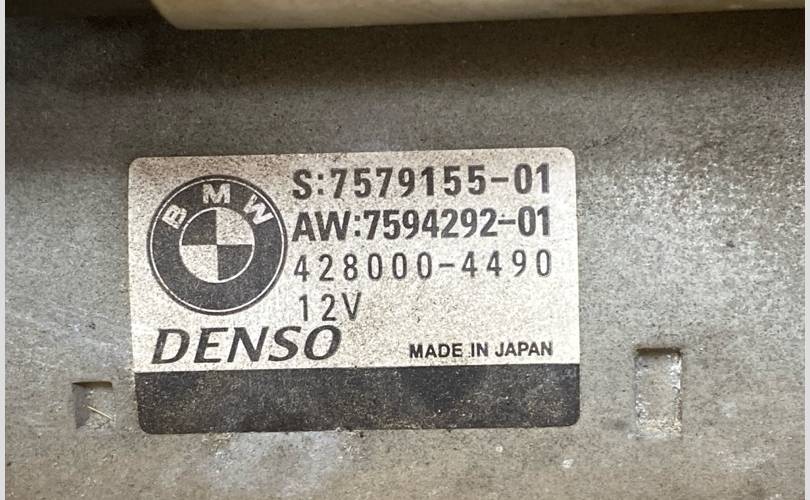 BMW
S:7579155-01
AW:7594292-01
428000-4490
12V
DENSO
MADE IN JAPAN